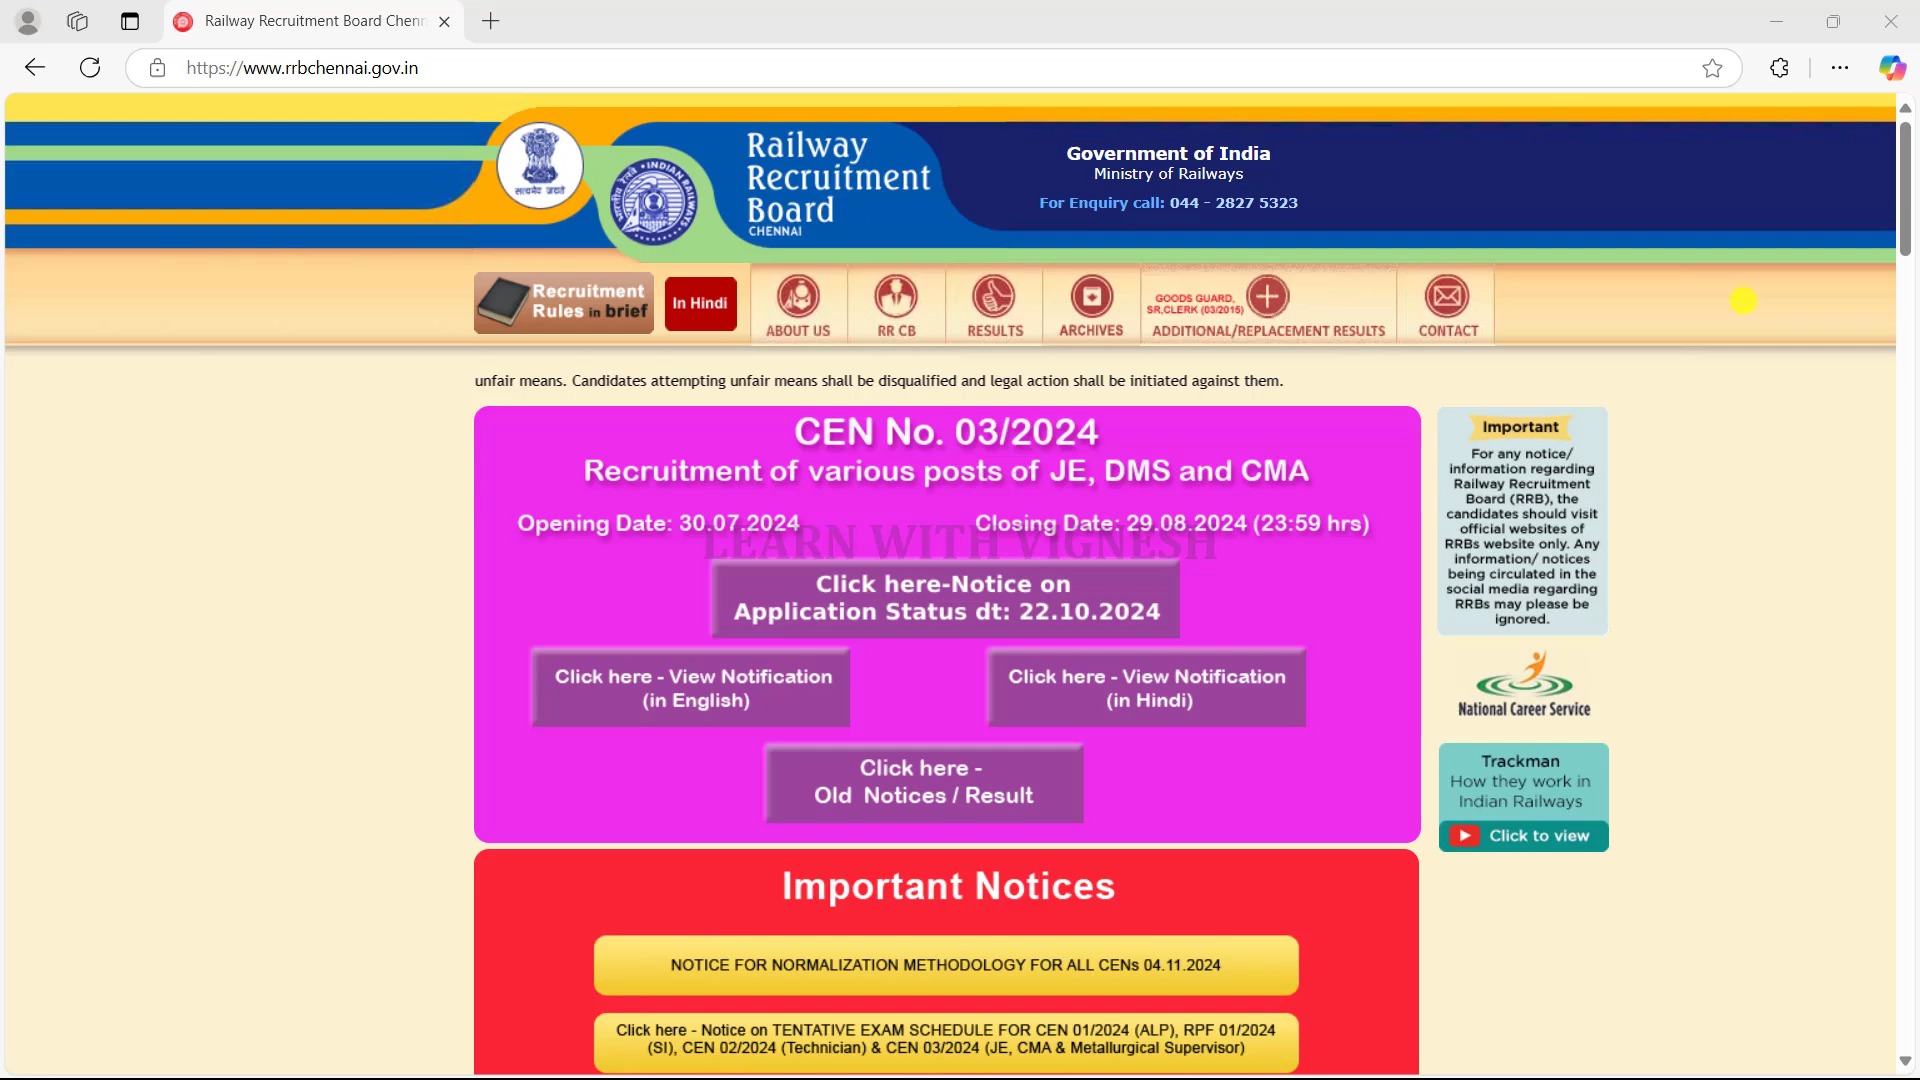 Railway Recruitment Board Chenn
https://www.rrbchennai.gov.in
सत्यमेव जयते
INDIAN RAILWAYS
भारतीय रेल
Railway
Recruitment
Board
CHENNAI
Government of India
Ministry of Railways
For Enquiry call: 044 - 2827 5323
Recruitment
Rules in brief
In Hindi
ABOUT US
RR CB
RESULTS
ARCHIVES
GOODS GUARD,
SR,CLERK (03/2015)
ADDITIONAL/REPLACEMENT RESULTS
CONTACT
unfair means. Candidates attempting unfair means shall be disqualified and legal action shall be initiated against them.
CEN No. 03/2024
Recruitment of various posts of JE, DMS and CMA
Opening Date: 30.07.2024
Closing Date: 29.08.2024 (23:59 hrs)
LEARN WITH VIGNESH
Click here-Notice on
Application Status dt: 22.10.2024
Click here - View Notification
(in English)
Click here - View Notification
(in Hindi)
Click here -
Old Notices / Result
Important Notices
NOTICE FOR NORMALIZATION METHODOLOGY FOR ALL CENs 04.11.2024
Click here - Notice on TENTATIVE EXAM SCHEDULE FOR CEN 01/2024 (ALP), RPF 01/2024
(SI), CEN 02/2024 (Technician) & CEN 03/2024 (JE, CMA & Metallurgical Supervisor)
Important
For any notice/
information regarding
Railway Recruitment
Board (RRB), the
candidates should visit
official websites of
RRBs website only. Any
information/ notices
being circulated in the
social media regarding
RRBs may please be
ignored.
National Career Service
Trackman
How they work in
Indian Railways
Click to view